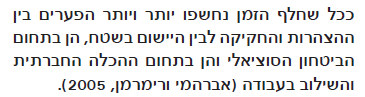 ככל שחלף הזמן נחשפו יותר ויותר הפערים בין
ההצהרות והחקיקה לבין היישום בשטח, הן בתחום
הביטחון הסוציאלי והן בתחום ההכלה החברתית
והשילוב בעבודה (אברהמי ורימרמן, 2005).